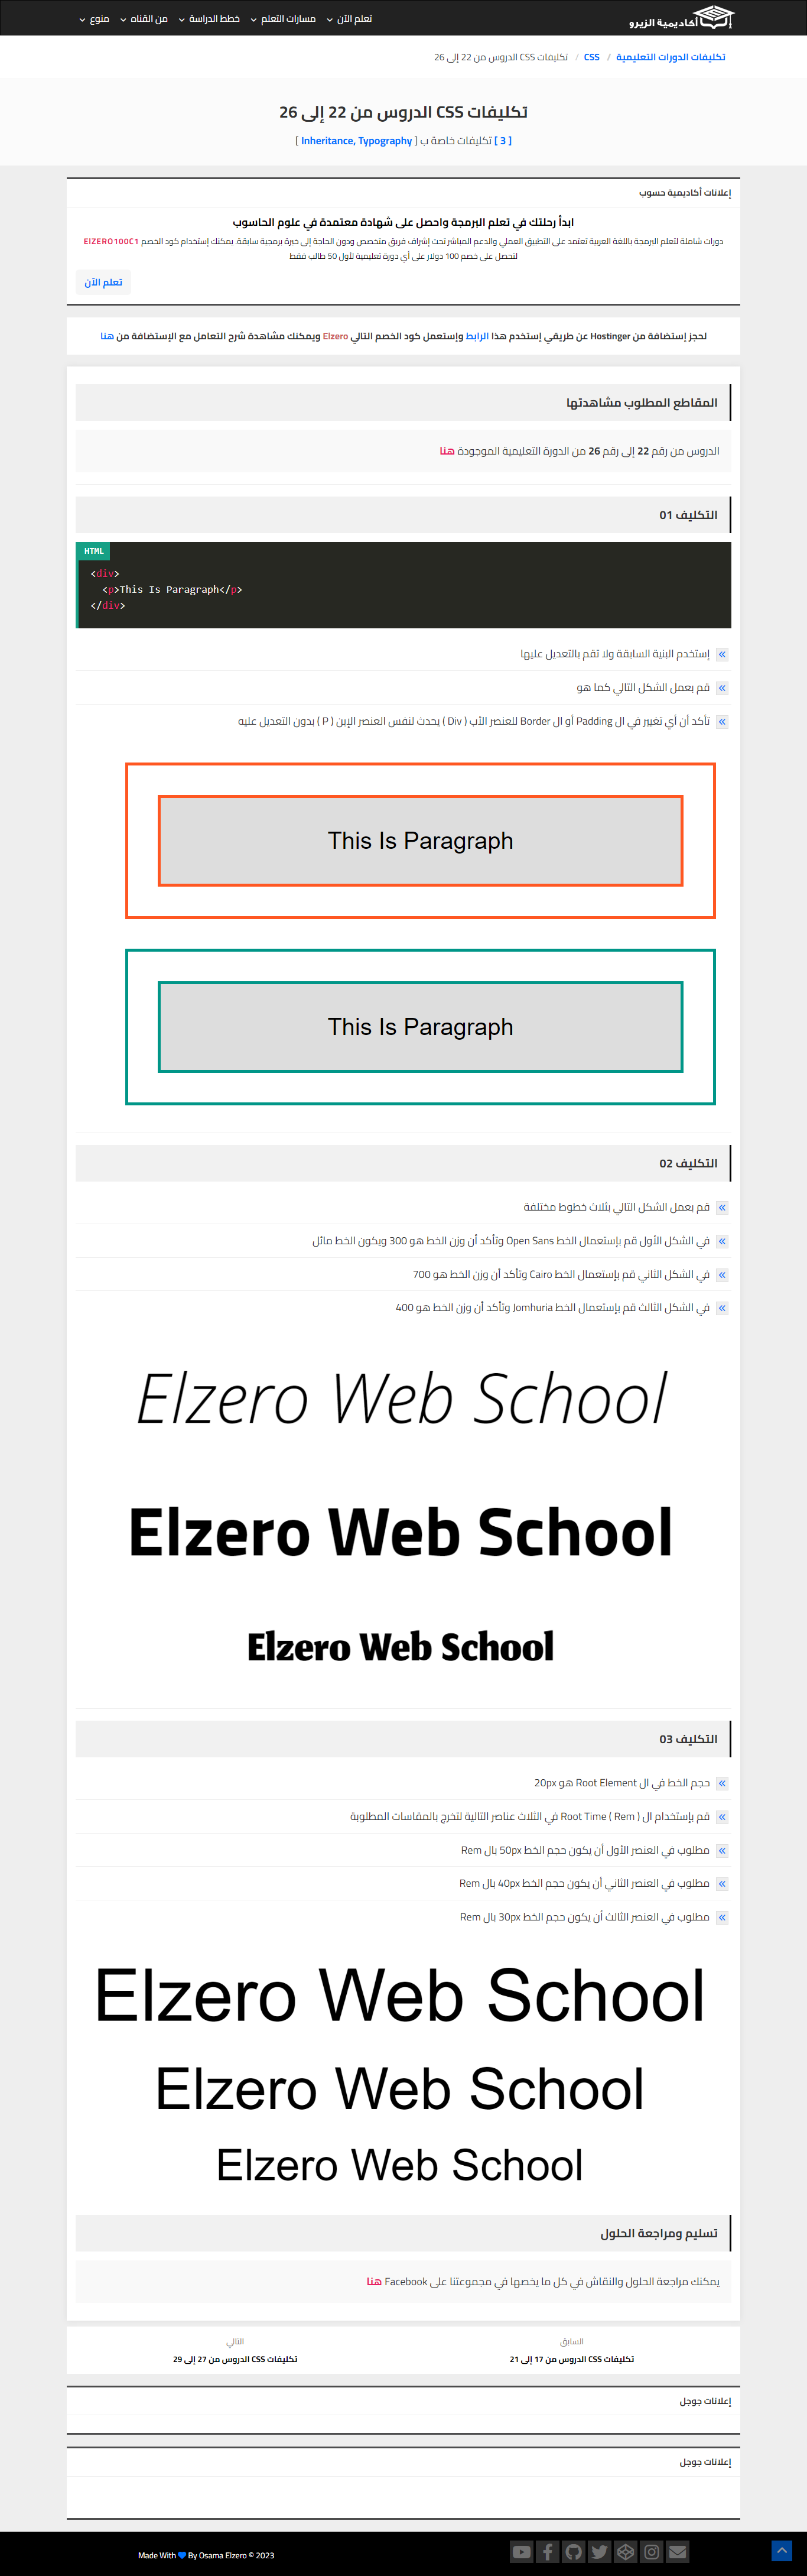 أكاديمية الزيرو
تعلم الآن
مسارات التعلم
خطط الدراسة
من القناه
منوع
تكليفات الدورات التعليمية / CSS / تكليفات CSS الدروس من 22 إلى 26
تكليفات CSS الدروس من 22 إلى 26
[ 3 ] تكليفات خاصة ب [ Inheritance, Typography ]
إعلانات أكاديمية حسوب
ابدأ رحلتك في تعلم البرمجة واحصل على شهادة معتمدة في علوم الحاسوب
دورات شاملة لتعلم البرمجة باللغة العربية تعتمد على التطبيق العملي والدعم المباشر تحت إشراف فريق متخصص ودون الحاجة إلى خبرة برمجية سابقة. يمكنك إستخدام كود الخصم ElZERO100C1
لتحصل على خصم 100 دولار على أي دورة تعليمية لأول 50 طالب فقط
تعلم الآن
لحجز إستضافة من Hostinger عن طريقي إستخدم هذا الرابط وإستعمل كود الخصم التالي Elzero ويمكنك مشاهدة شرح التعامل مع الإستضافة من هنا
المقاطع المطلوب مشاهدتها
الدروس من رقم 22 إلى رقم 26 من الدورة التعليمية الموجودة هنا
التكليف 01
HTML
<div>
<p>This Is Paragraph</p>
</div>
إستخدم البنية السابقة ولا تقم بالتعديل عليها
قم بعمل الشكل التالي كما هو
تأكد أن أي تغيير في ال Padding أو ال Border للعنصر الأب ( Div ) يحدث لنفس العنصر الإبن ( P ) بدون التعديل عليه
This Is Paragraph
This Is Paragraph
التكليف 02
قم بعمل الشكل التالي بثلاث خطوط مختلفة
في الشكل الأول قم بإستعمال الخط Open Sans وتأكد أن وزن الخط هو 300 ويكون الخط مائل
في الشكل الثاني قم بإستعمال الخط Cairo وتأكد أن وزن الخط هو 700
في الشكل الثالث قم بإستعمال الخط Jomhuria وتأكد أن وزن الخط هو 400
Elzero Web School
Elzero Web School
Elzero Web School
التكليف 03
حجم الخط في ال Root Element هو 20px
قم بإستخدام ال Root Time ( Rem ) في الثلاث عناصر التالية لتخرج بالمقاسات المطلوبة
مطلوب في العنصر الأول أن يكون حجم الخط 50px بال Rem
مطلوب في العنصر الثاني أن يكون حجم الخط 40px بال Rem
مطلوب في العنصر الثالث أن يكون حجم الخط 30px بال Rem
Elzero Web School
Elzero Web School
Elzero Web School
تسليم ومراجعة الحلول
يمكنك مراجعة الحلول والنقاش في كل ما يخصها في مجموعتنا على Facebook هنا
السابق
تكليفات CSS الدروس من 17 إلى 21
التالي
تكليفات CSS الدروس من 27 إلى 29
إعلانات جوجل
إعلانات جوجل
Made With By Osama Elzero © 2023